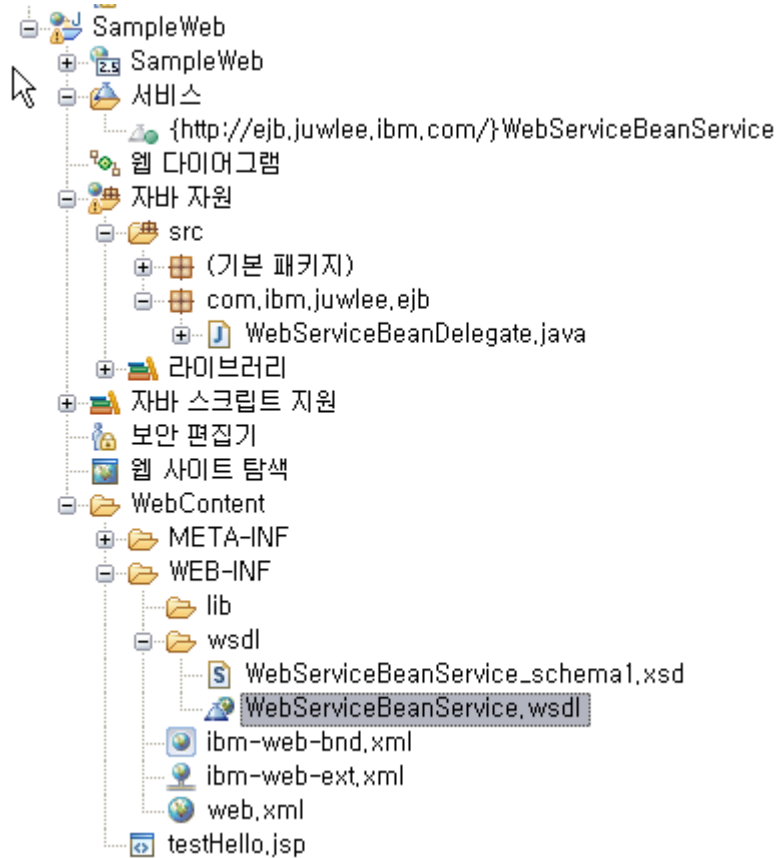 SampleWeb
SampleWeb
서비스
{http://ejb.juwlee.ibm.com/}WebServiceBeanService
웹 다이어그램
자바 자원
src
(기본 패키지)
com.ibm.juwlee.ejb
WebServiceBeanDelegate.java
라이브러리
자바 스크립트 지원
보안 편집기
웹 사이트 탐색
WebContent
META-INF
WEB-INF
lib
wsdl
WebServiceBeanService_schema1.xsd
WebServiceBeanService.wsdl
ibm-web-bnd.xml
ibm-web-ext.xml
web.xml
testHello.jsp